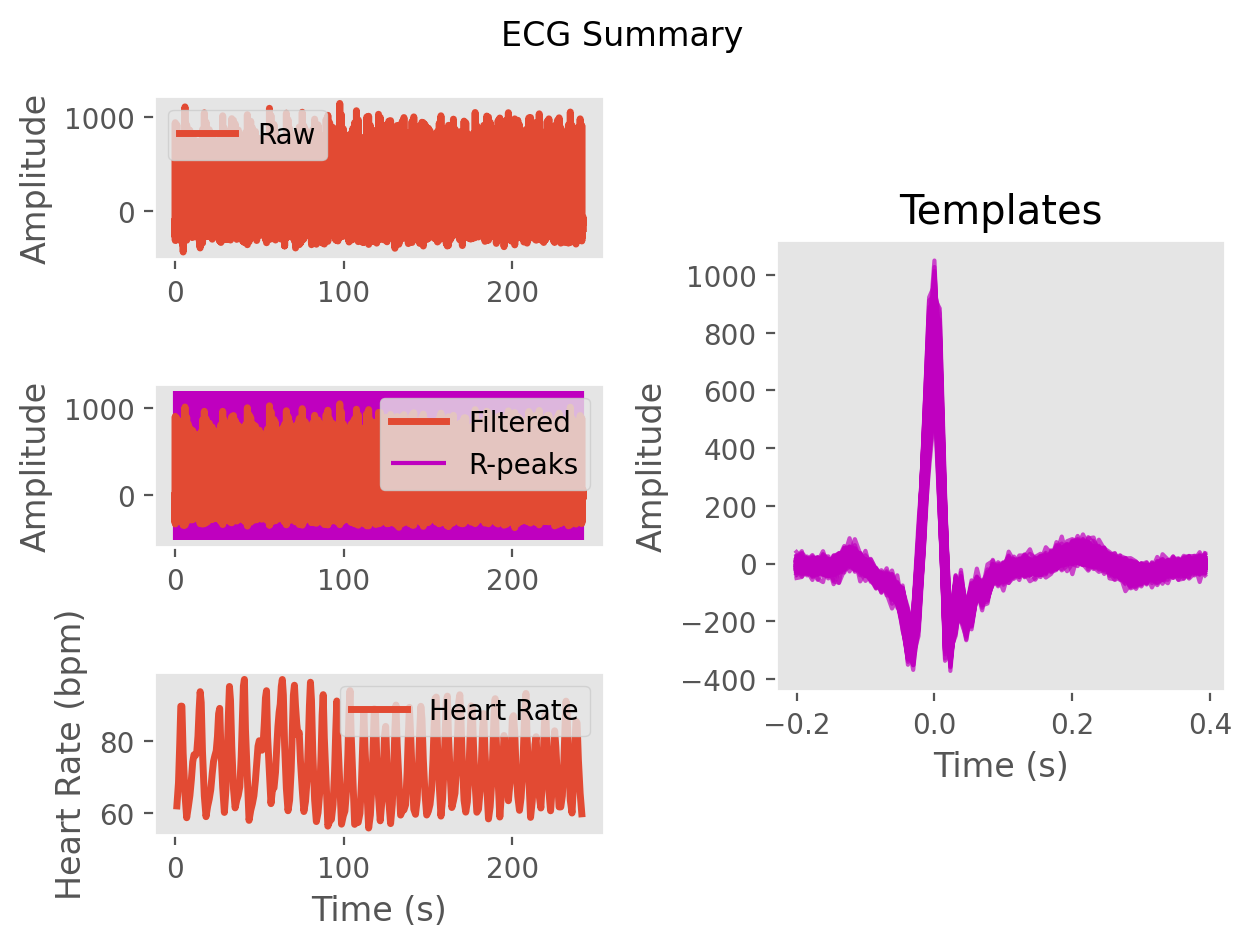 ECG Summary
Amplitude
1000
0
Raw
0 100 200
Amplitude
1000
0
Filtered
R-peaks
0 100 200
Heart Rate (bpm)
80
60
Heart Rate
0 100 200
Time (s)
Templates
Amplitude
1000
800
600
400
200
0
−200
−400
−0.2 0.0 0.2 0.4
Time (s)